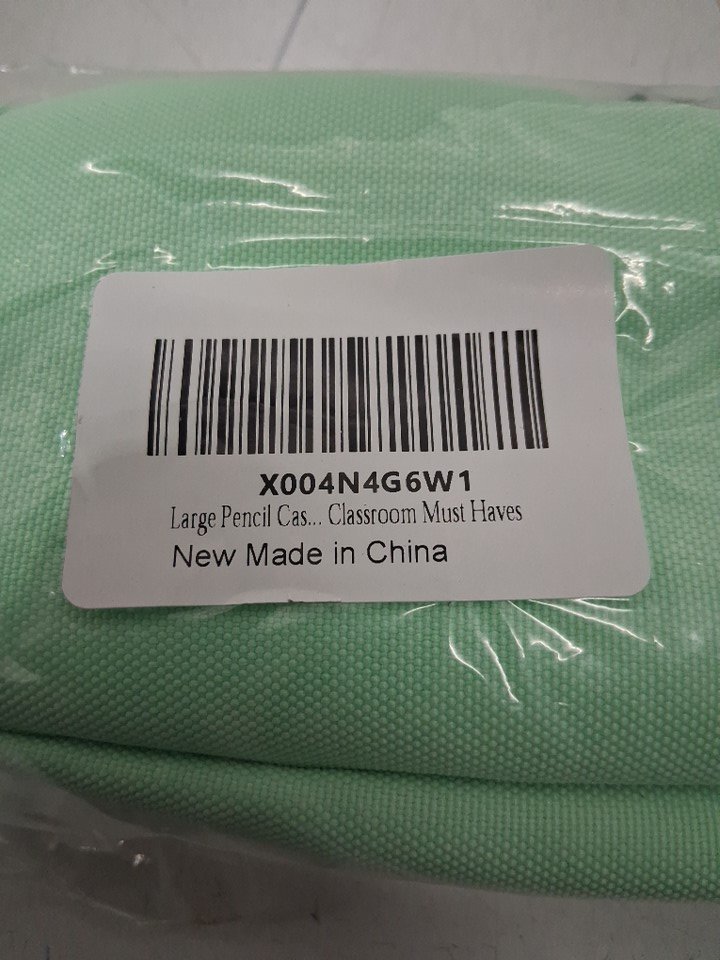 X004N4G6W1
Large Pencil Cas... Classroom Must Haves
New Made in China